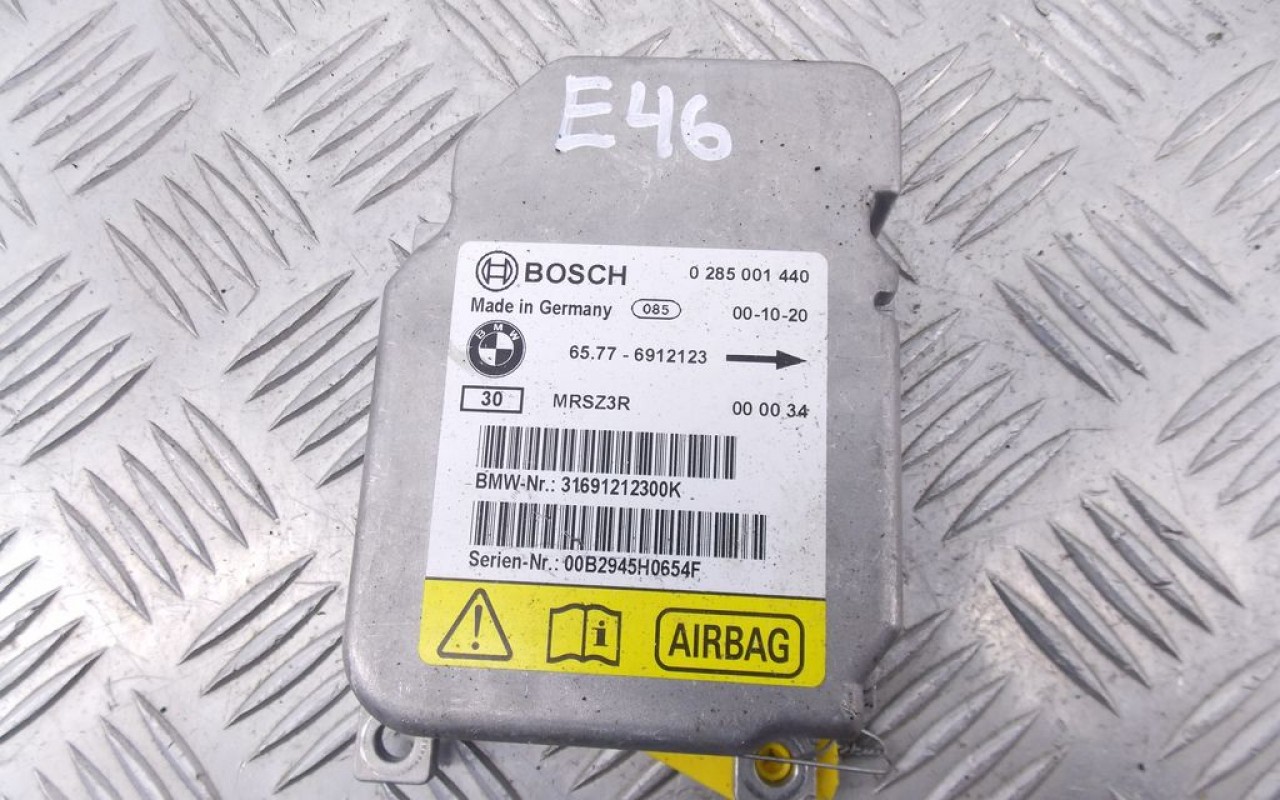 E46
BOSCH 0 285 001 440
Made in Germany 085 00-10-20
BMW 65.77 - 6912123
30 MRSZ3R 00 00 34
BMW-Nr.: 31691212300K
Serien-Nr.: 00B2945H0654F
AIRBAG